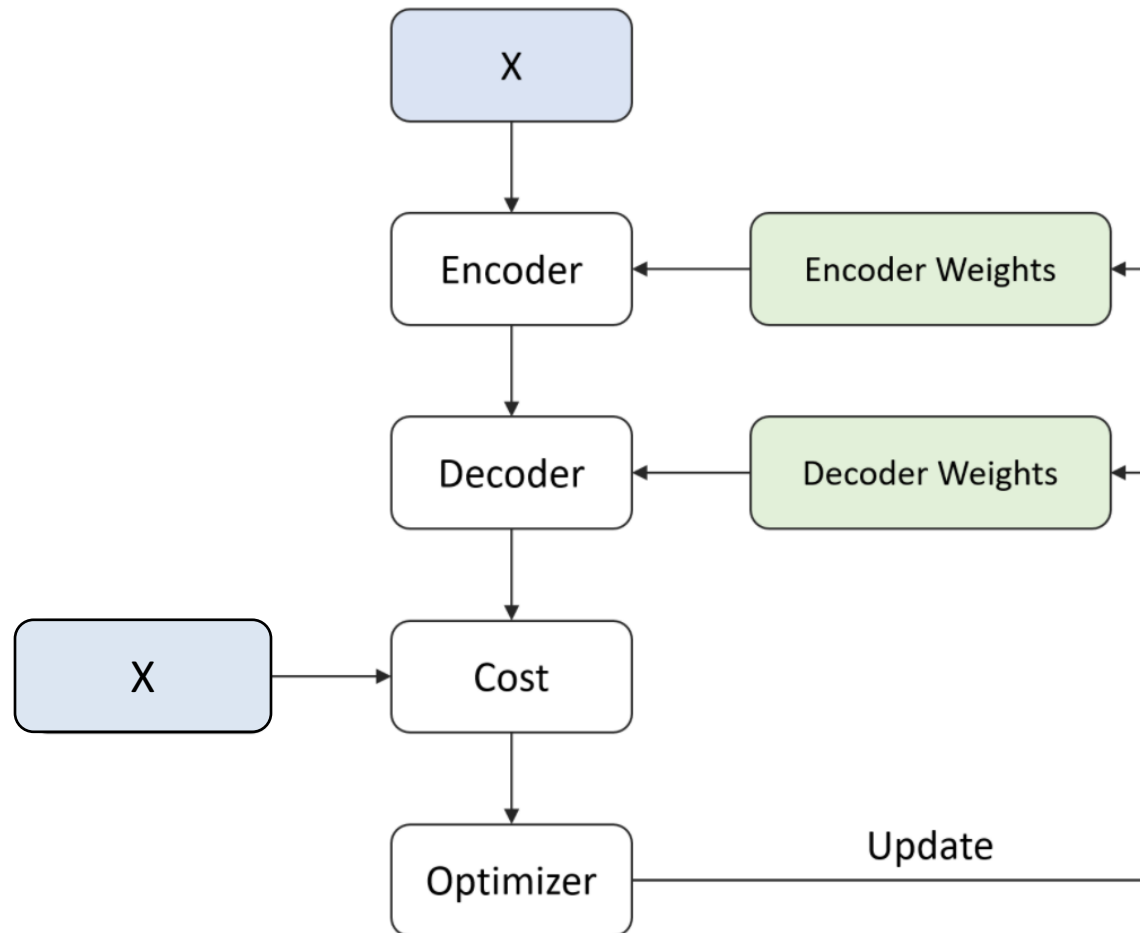 X
Encoder
Encoder Weights
Decoder
Decoder Weights
X
Cost
Optimizer
Update